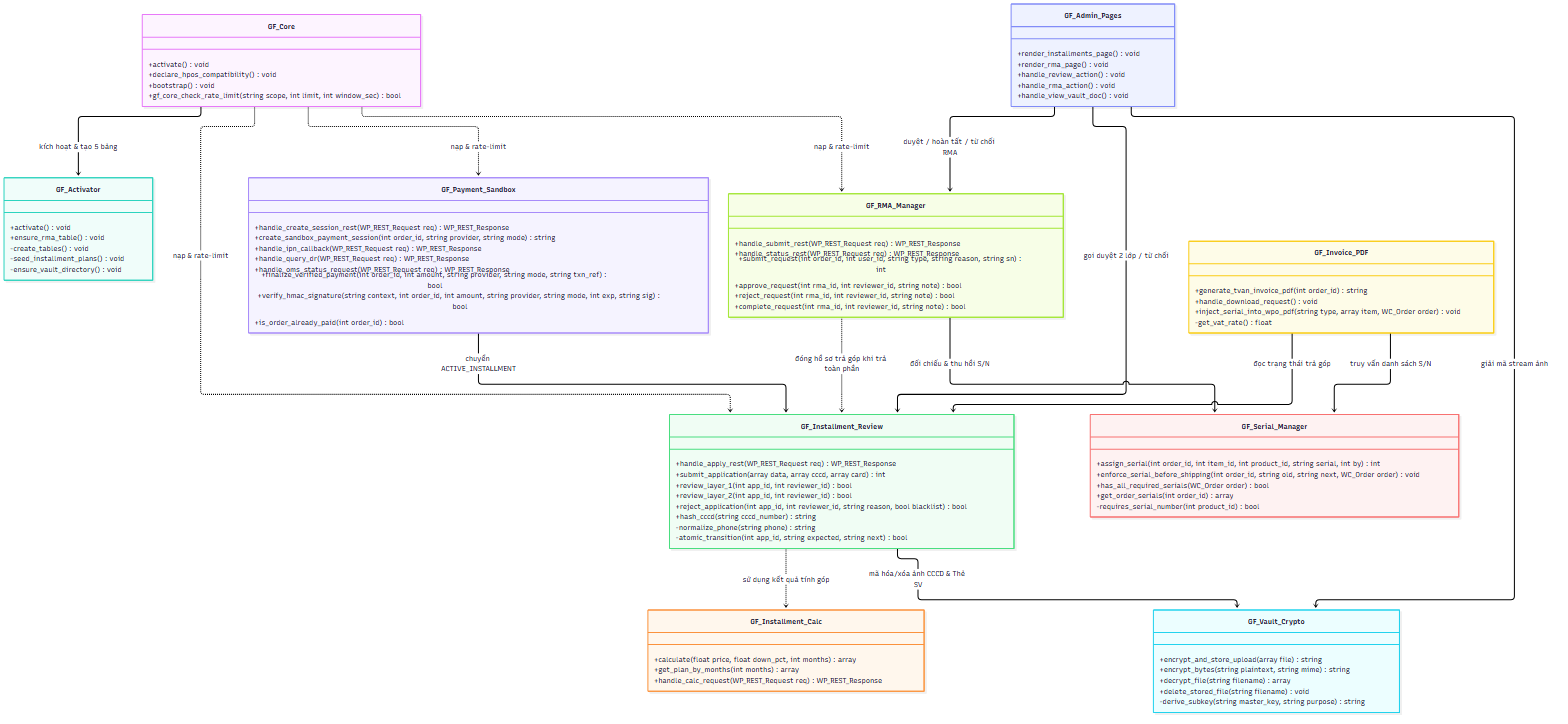 GF_Core
+activate() : void
+declare_hpos_compatibility() : void
+bootstrap() : void
+gf_core_check_rate_limit(string scope, int limit, int window_sec) : bool
GF_Admin_Pages
+render_installments_page() : void
+render_rma_page() : void
+handle_review_action() : void
+handle_rma_action() : void
+handle_view_vault_doc() : void
kích hoạt & tạo 5 bảng
nạp & rate-limit
nạp & rate-limit
duyệt / hoàn tất / từ chối
RMA
GF_Activator
+activate() : void
+ensure_rma_table() : void
-create_tables() : void
-seed_installment_plans() : void
-ensure_vault_directory() : void
nạp & rate-limit
GF_Payment_Sandbox
+handle_create_session_rest(WP_REST_Request req) : WP_REST_Response
+create_sandbox_payment_session(int order_id, string provider, string mode) : string
+handle_ipn_callback(WP_REST_Request req) : WP_REST_Response
+handle_query_dr(WP_REST_Request req) : WP_REST_Response
+handle_oms_status_request(WP_REST_Request req) : WP_REST_Response
+finalize_verified_payment(int order_id, int amount, string provider, string mode, string txn_ref) :
bool
+verify_hmac_signature(string context, int order_id, int amount, string provider, string mode, int exp, string sig) :
bool
+is_order_already_paid(int order_id) : bool
GF_RMA_Manager
+handle_submit_rest(WP_REST_Request req) : WP_REST_Response
+handle_status_rest(WP_REST_Request req) : WP_REST_Response
+submit_request(int order_id, int user_id, string type, string reason, string sn) :
int
+approve_request(int rma_id, int reviewer_id, string note) : bool
+reject_request(int rma_id, int reviewer_id, string note) : bool
+complete_request(int rma_id, int reviewer_id, string note) : bool
gọi duyệt 2 lớp / từ chối
GF_Invoice_PDF
+generate_tvan_invoice_pdf(int order_id) : string
+handle_download_request() : void
+inject_serial_into_wpo_pdf(string type, array item, WC_Order order) : void
-get_vat_rate() : float
chuyển
ACTIVE_INSTALLMENT
đóng hồ sơ trả góp khi trả
toàn phần
đối chiếu & thu hồi S/N
đọc trạng thái trả góp
truy vấn danh sách S/N
giải mã stream ảnh
GF_Installment_Review
+handle_apply_rest(WP_REST_Request req) : WP_REST_Response
+submit_application(array data, array cccd, array card) : int
+review_layer_1(int app_id, int reviewer_id) : bool
+review_layer_2(int app_id, int reviewer_id) : bool
+reject_application(int app_id, int reviewer_id, string reason, bool blacklist) : bool
+hash_cccd(string cccd_number) : string
-normalize_phone(string phone) : string
-atomic_transition(int app_id, string expected, string next) : bool
GF_Serial_Manager
+assign_serial(int order_id, int item_id, int product_id, string serial, int by) : int
+enforce_serial_before_shipping(int order_id, string old, string next, WC_Order order) : void
+has_all_required_serials(WC_Order order) : bool
+get_order_serials(int order_id) : array
-requires_serial_number(int product_id) : bool
sử dụng kết quả tính góp
mã hóa/xóa ảnh CCCD & Thẻ
SV
GF_Installment_Calc
+calculate(float price, float down_pct, int months) : array
+get_plan_by_months(int months) : array
+handle_calc_request(WP_REST_Request req) : WP_REST_Response
GF_Vault_Crypto
+encrypt_and_store_upload(array file) : string
+encrypt_bytes(string plaintext, string mime) : string
+decrypt_file(string filename) : array
+delete_stored_file(string filename) : void
-derive_subkey(string master_key, string purpose) : string